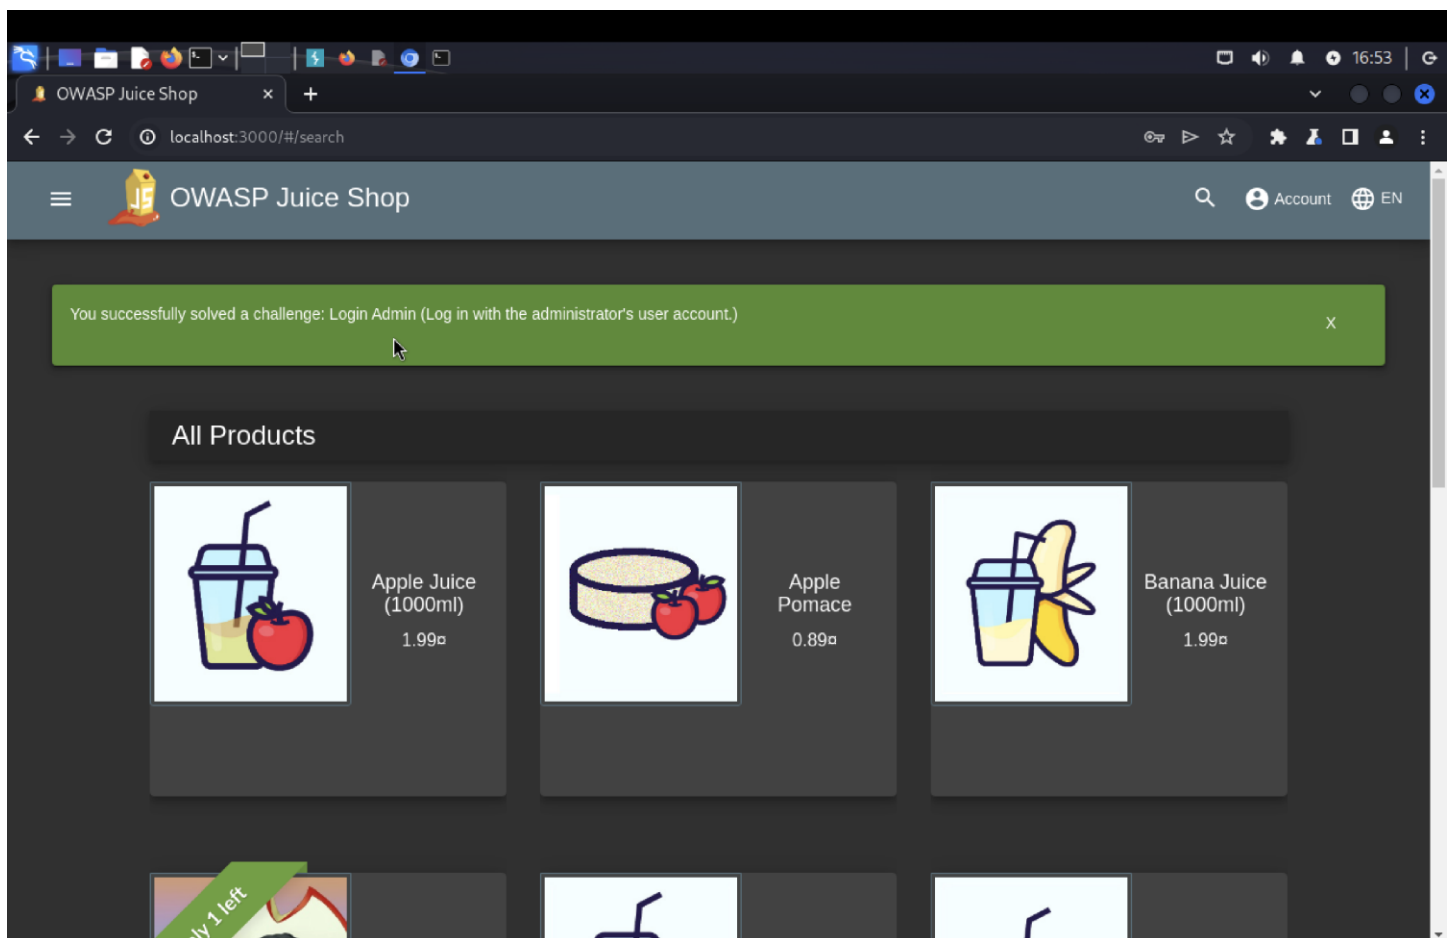 16:53
OWASP Juice Shop
localhost:3000/#/search
JS
OWASP Juice Shop
Account
EN
You successfully solved a challenge: Login Admin (Log in with the administrator's user account.)
X
All Products
Apple Juice
(1000ml)
1.99¤
Apple
Pomace
0.89¤
Banana Juice
(1000ml)
1.99¤
1 left